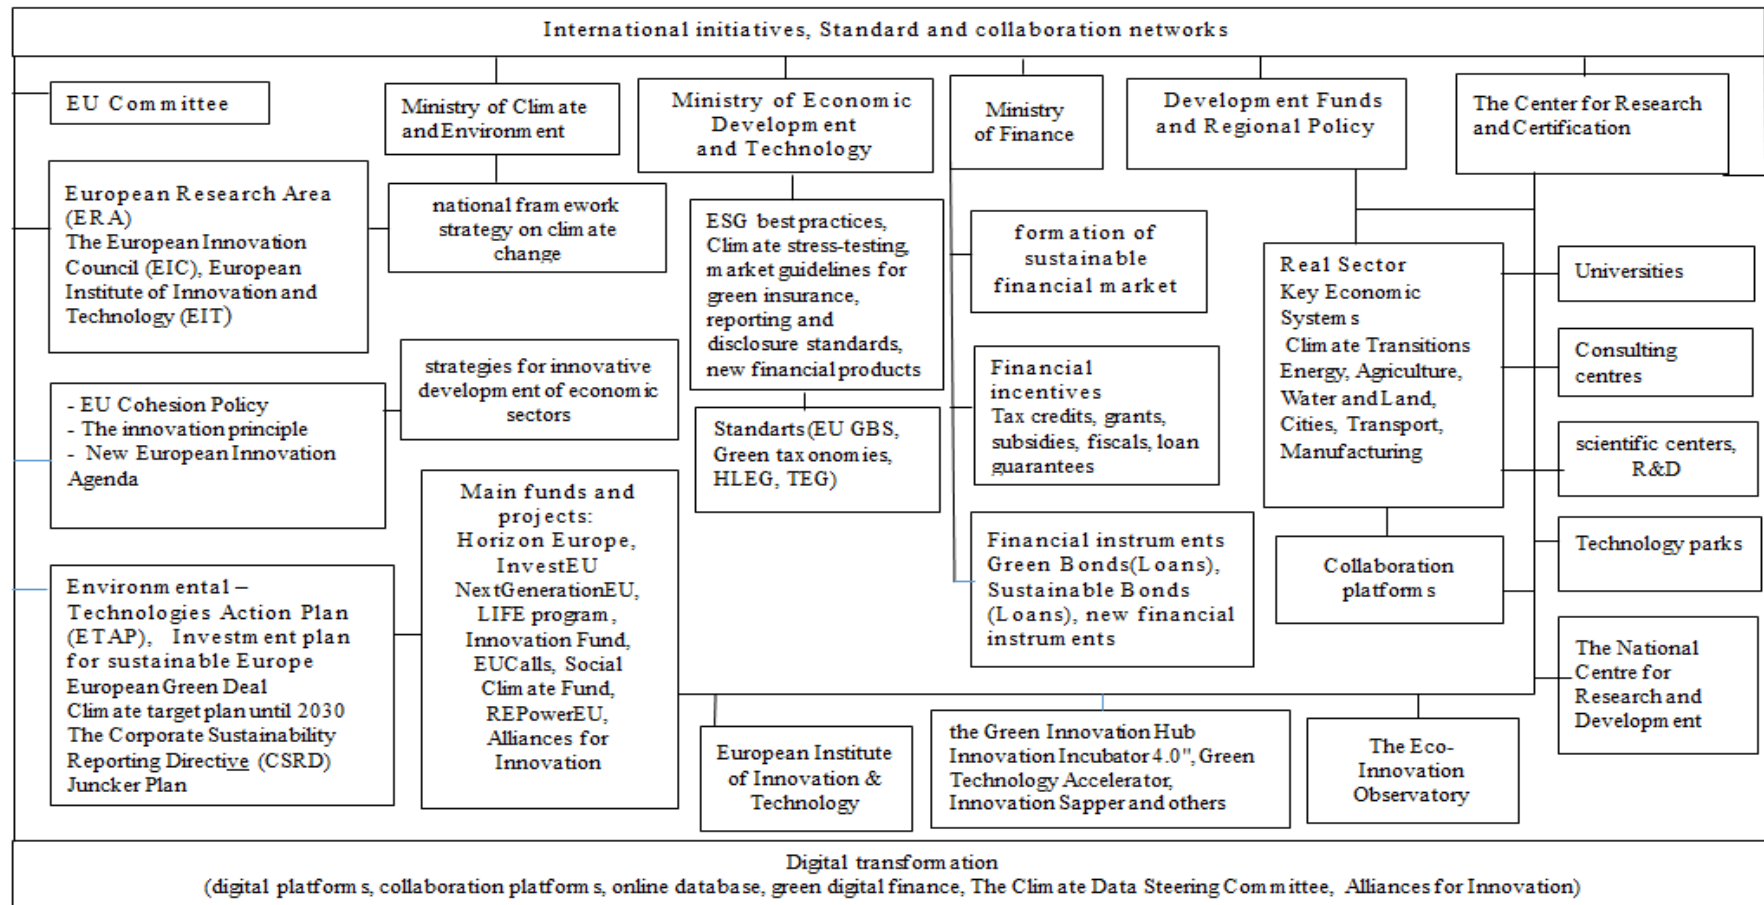 International initiatives, Standard and collaboration networks
EU Committee
Ministry of Climate
and Environment
Ministry of Economic
Development
and Technology
Ministry
of Finance
Development Funds
and Regional Policy
The Center for Research
and Certification
European Research Area
(ERA)
The European Innovation
Council (EIC), European
Institute of Innovation and
Technology (EIT)
national framework
strategy on climate
change
ESG best practices,
Climate stress-testing,
market guidelines for
green insurance,
reporting and
disclosure standards,
new financial products
formation of
sustainable
financial market
Real Sector
Key Economic
Systems
Climate Transitions
Energy, Agriculture,
Water and Land,
Cities, Transport,
Manufacturing
Universities
Consulting
centres
scientific centers,
R&D
Technology parks
The National
Centre for
Research and
Development
- EU Cohesion Policy
- The innovation principle
- New European Innovation
Agenda
strategies for innovative
development of economic
sectors
Standarts (EU GBS,
Green taxonomies,
HLEG, TEG)
Financial
incentives
Tax credits, grants,
subsidies, fiscals, loan
guarantees
Financial instruments
Green Bonds(Loans),
Sustainable Bonds
(Loans), new financial
instruments
Collaboration
platforms
Environmental –
Technologies Action Plan
(ETAP), Investment plan
for sustainable Europe
European Green Deal
Climate target plan until 2030
The Corporate Sustainability
Reporting Directive (CSRD)
Juncker Plan
Main funds and
projects:
Horizon Europe,
InvestEU
NextGenerationEU,
LIFE program,
Innovation Fund,
EUCalls, Social
Climate Fund,
REPowerEU,
Alliances for
Innovation
European Institute
of Innovation &
Technology
the Green Innovation Hub
Innovation Incubator 4.0", Green
Technology Accelerator,
Innovation Sapper and others
The Eco-
Innovation
Observatory
Digital transformation
(digital platforms, collaboration platforms, online database, green digital finance, The Climate Data Steering Committee, Alliances for Innovation)